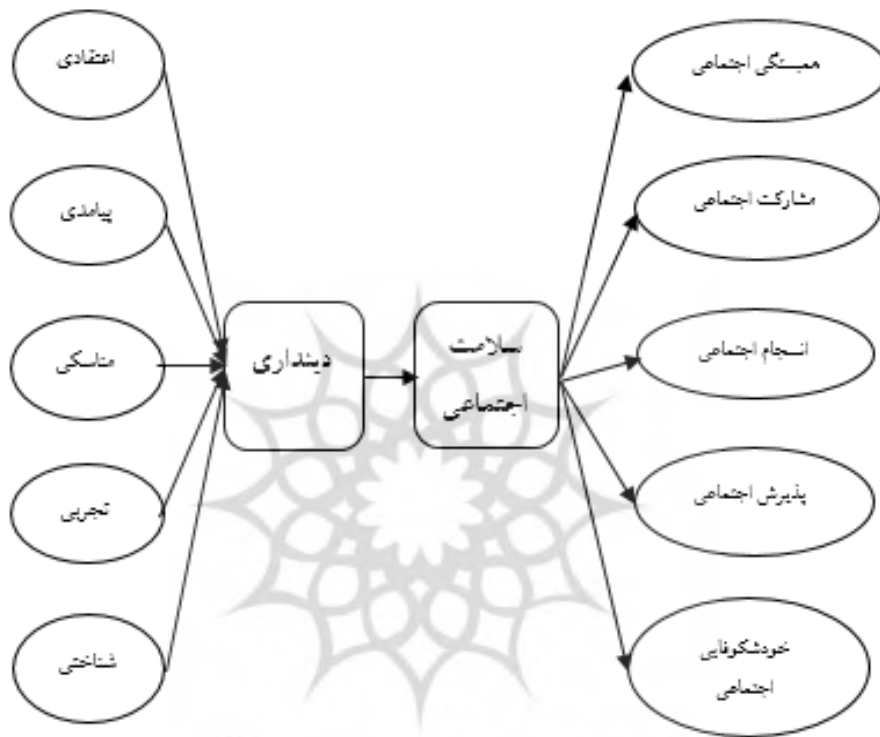 اعتقادی
پیامدی
مناسکی
تجربی
شناختی
دینداری
سلامت
اجتماعی
همبستگی اجتماعی
مشارکت اجتماعی
انسجام اجتماعی
پذیرش اجتماعی
خودشکوفایی
اجتماعی